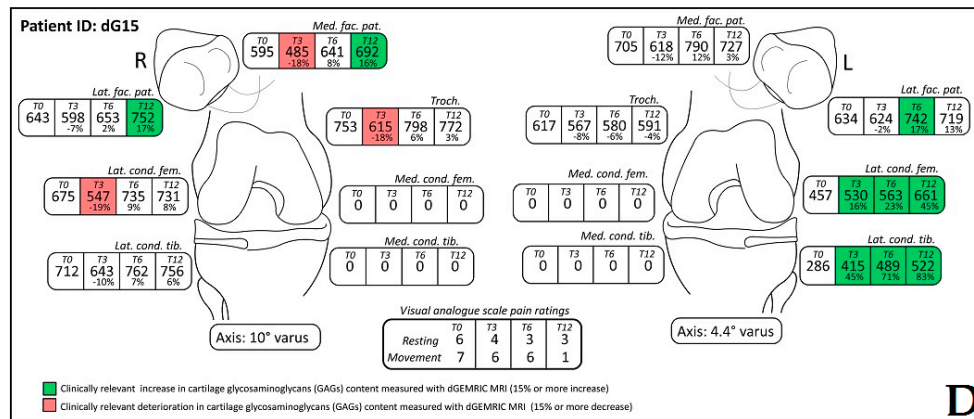 Patient ID: dG15
R
L
Med. fac. pat.
T0 T3 T6 T12
595 485 641 692
-18% 8% 16%
Med. fac. pat.
T0 T3 T6 T12
705 618 790 727
-12% 12% 3%
Lat. fac. pat.
T0 T3 T6 T12
643 598 653 752
-7% 2% 17%
Troch.
T0 T3 T6 T12
753 615 798 772
-18% 6% 3%
Troch.
T0 T3 T6 T12
617 567 580 591
-8% -6% -4%
Lat. fac. pat.
T0 T3 T6 T12
634 624 742 719
-2% 17% 13%
Lat. cond. fem.
T0 T3 T6 T12
675 547 735 731
-19% 9% 8%
Med. cond. fem.
T0 T3 T6 T12
0 0 0 0
Med. cond. fem.
T0 T3 T6 T12
0 0 0 0
Lat. cond. fem.
T0 T3 T6 T12
457 530 563 661
16% 23% 45%
Lat. cond. tib.
T0 T3 T6 T12
712 643 762 756
-10% 7% 6%
Med. cond. tib.
T0 T3 T6 T12
0 0 0 0
Med. cond. tib.
T0 T3 T6 T12
0 0 0 0
Lat. cond. tib.
T0 T3 T6 T12
286 415 489 522
45% 71% 83%
Axis: 10° varus
Visual analogue scale pain ratings
T0 T3 T6 T12
Resting 6 4 3 3
Movement 7 6 6 1
Axis: 4.4° varus
Clinically relevant increase in cartilage glycosaminoglycans (GAGs) content measured with dGEMRIC MRI (15% or more increase)
Clinically relevant deterioration in cartilage glycosaminoglycans (GAGs) content measured with dGEMRIC MRI (15% or more decrease)
D